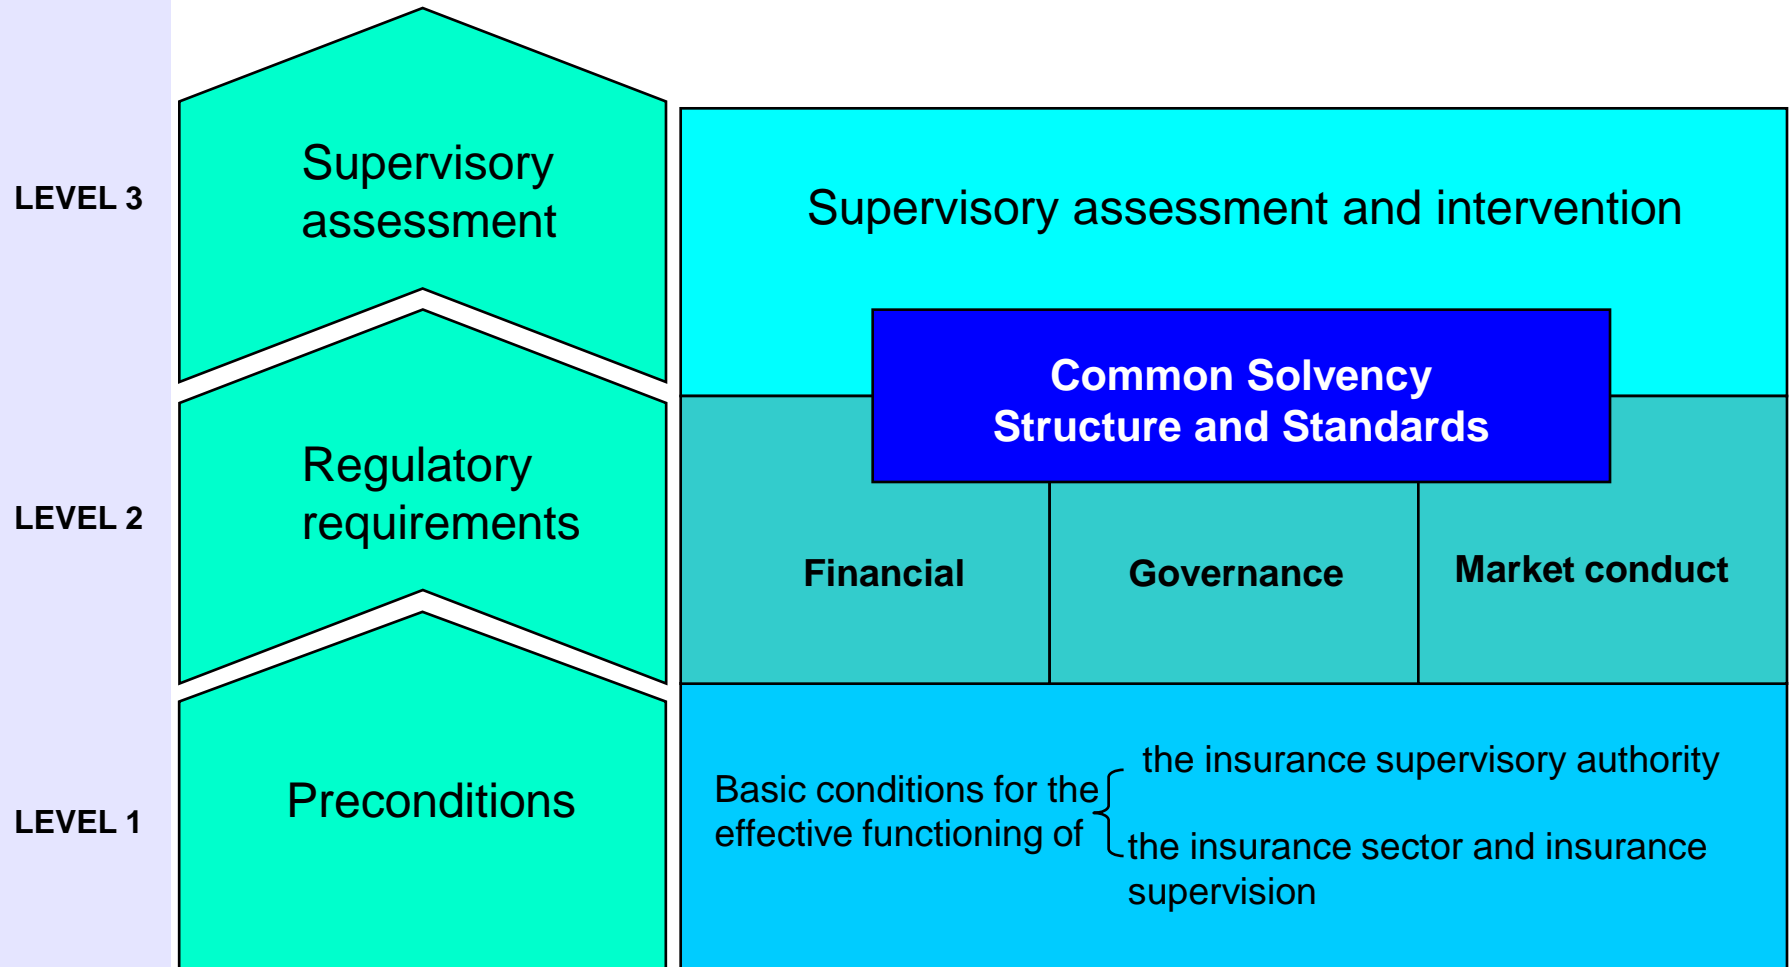 LEVEL 3
Supervisory
assessment
Supervisory assessment and intervention
Common Solvency
Structure and Standards
LEVEL 2
Regulatory
requirements
Financial
Governance
Market conduct
LEVEL 1
Preconditions
Basic conditions for the
effective functioning of
the insurance supervisory authority
the insurance sector and insurance
supervision